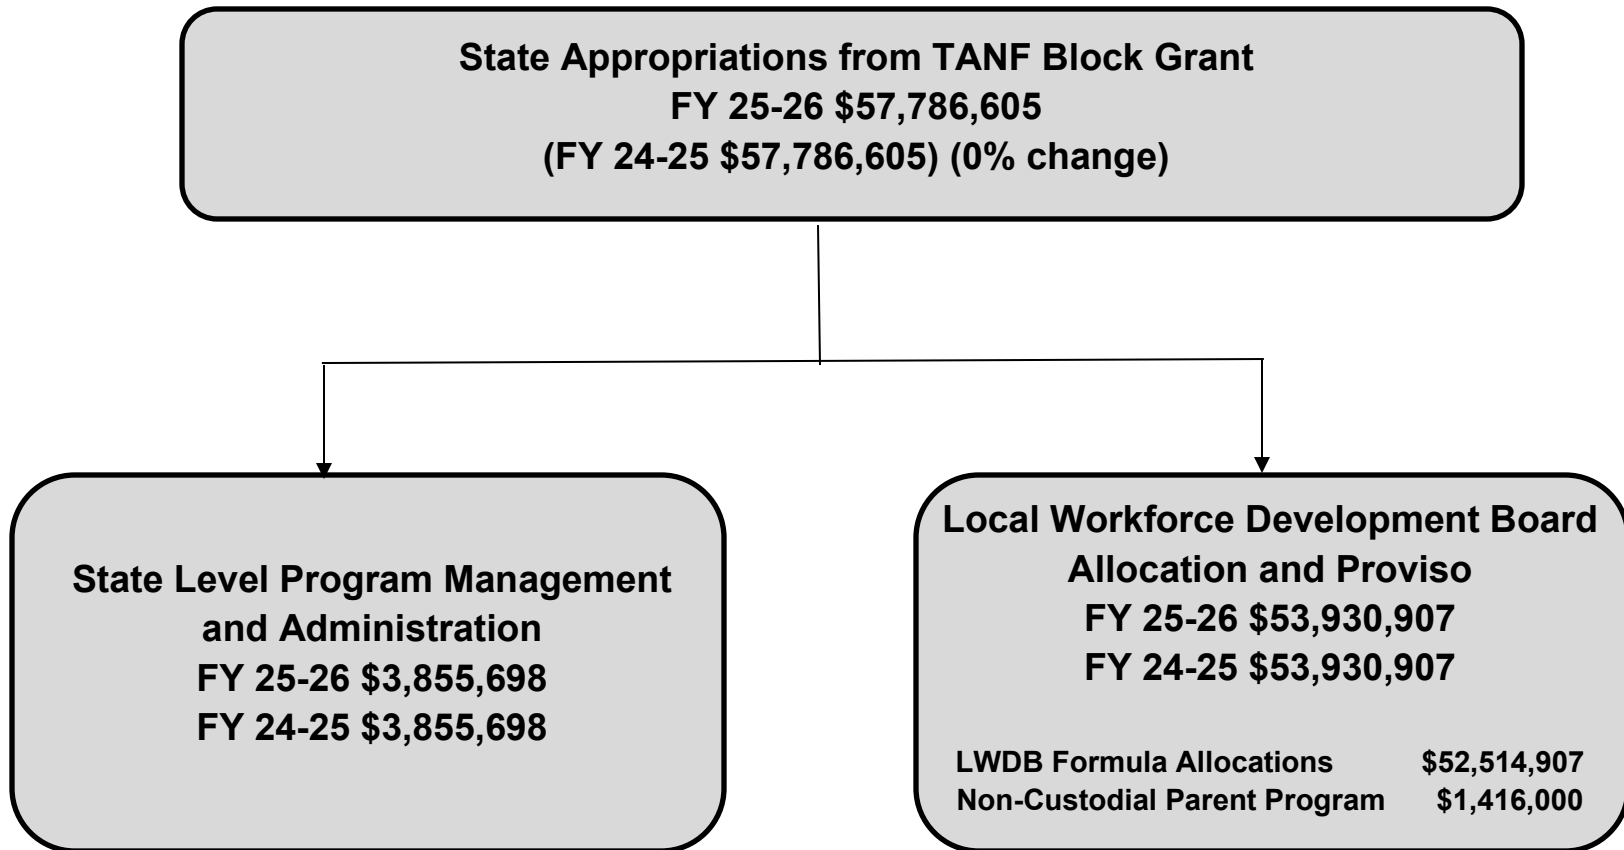 State Appropriations from TANF Block Grant
FY 25-26 $57,786,605
(FY 24-25 $57,786,605) (0% change)
State Level Program Management
and Administration
FY 25-26 $3,855,698
FY 24-25 $3,855,698
Local Workforce Development Board
Allocation and Proviso
FY 25-26 $53,930,907
FY 24-25 $53,930,907
LWDB Formula Allocations $52,514,907
Non-Custodial Parent Program $1,416,000